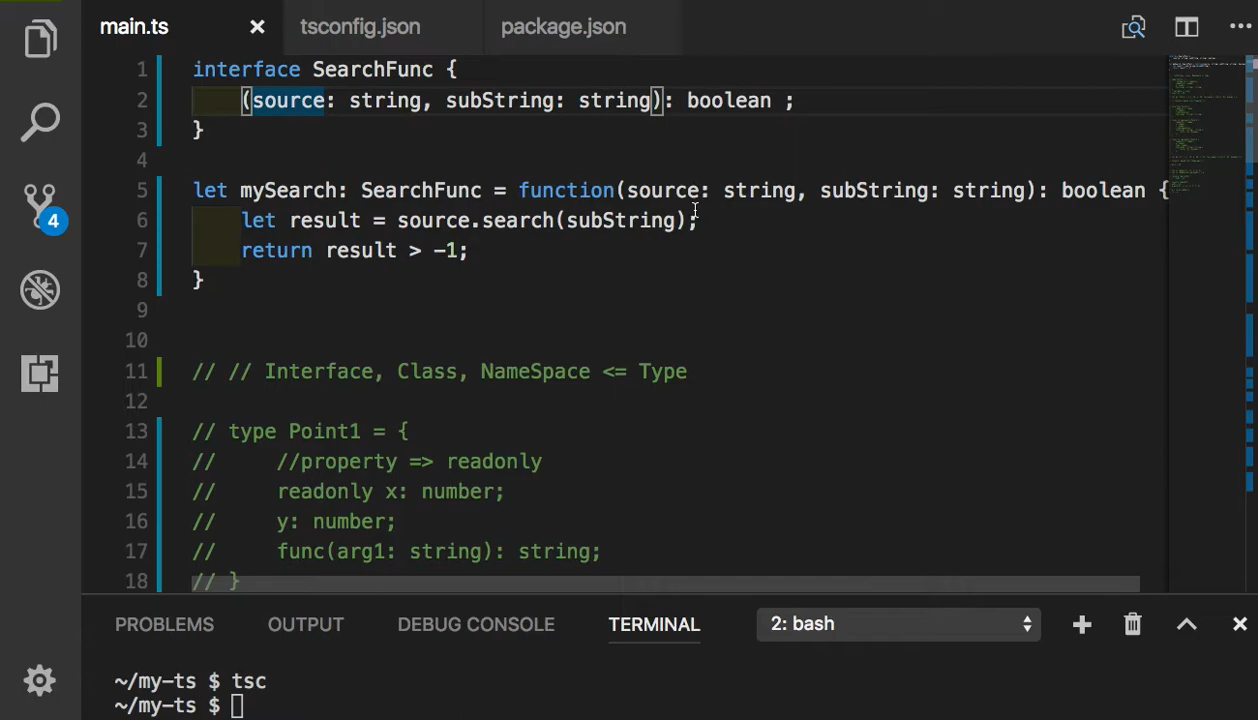 main.ts tsconfig.json package.json
1 interface SearchFunc {
2 (source: string, subString: string): boolean ;
3 }
4
5 let mySearch: SearchFunc = function(source: string, subString: string): boolean {
6 let result = source.search(subString);
7 return result > -1;
8 }
9
10
11 // // Interface, Class, NameSpace <= Type
12
13 // type Point1 = {
14 // //property => readonly
15 // readonly x: number;
16 // y: number;
17 // func(arg1: string): string;
18 // }
4
PROBLEMS OUTPUT DEBUG CONSOLE TERMINAL 2: bash
~/my-ts $ tsc
~/my-ts $